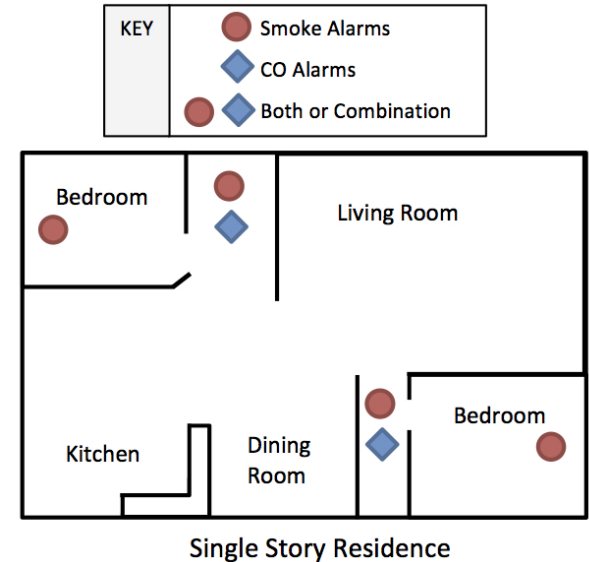 KEY
Smoke Alarms
CO Alarms
Both or Combination
Bedroom
Living Room
Bedroom
Kitchen
Dining
Room
Single Story Residence